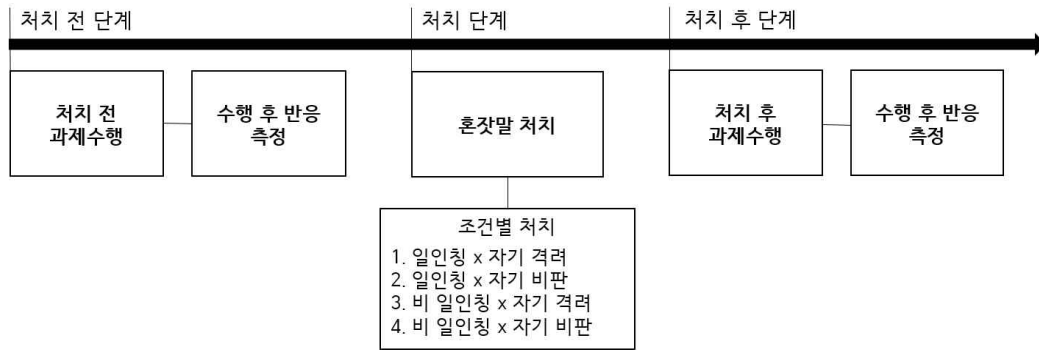 처치 전 단계
처치 단계
처치 후 단계
처치 전
과제수행
수행 후 반응
측정
혼잣말 처치
처치 후
과제수행
수행 후 반응
측정
조건별 처치
1. 일인칭 x 자기 격려
2. 일인칭 x 자기 비판
3. 비 일인칭 x 자기 격려
4. 비 일인칭 x 자기 비판